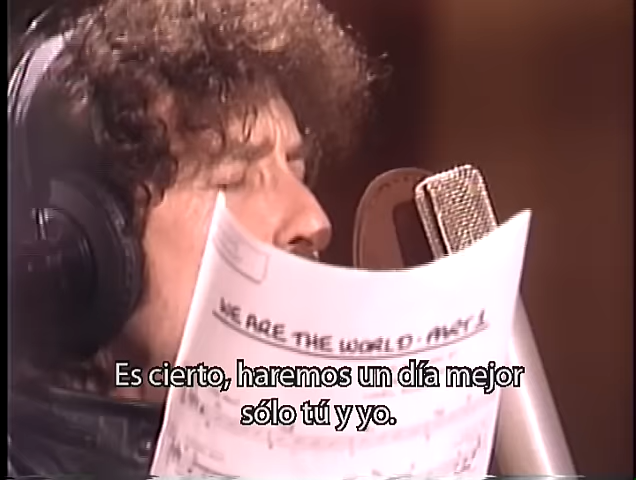 WE ARE THE WORLD -
Es cierto, haremos un día mejor
sólo tú y yo.